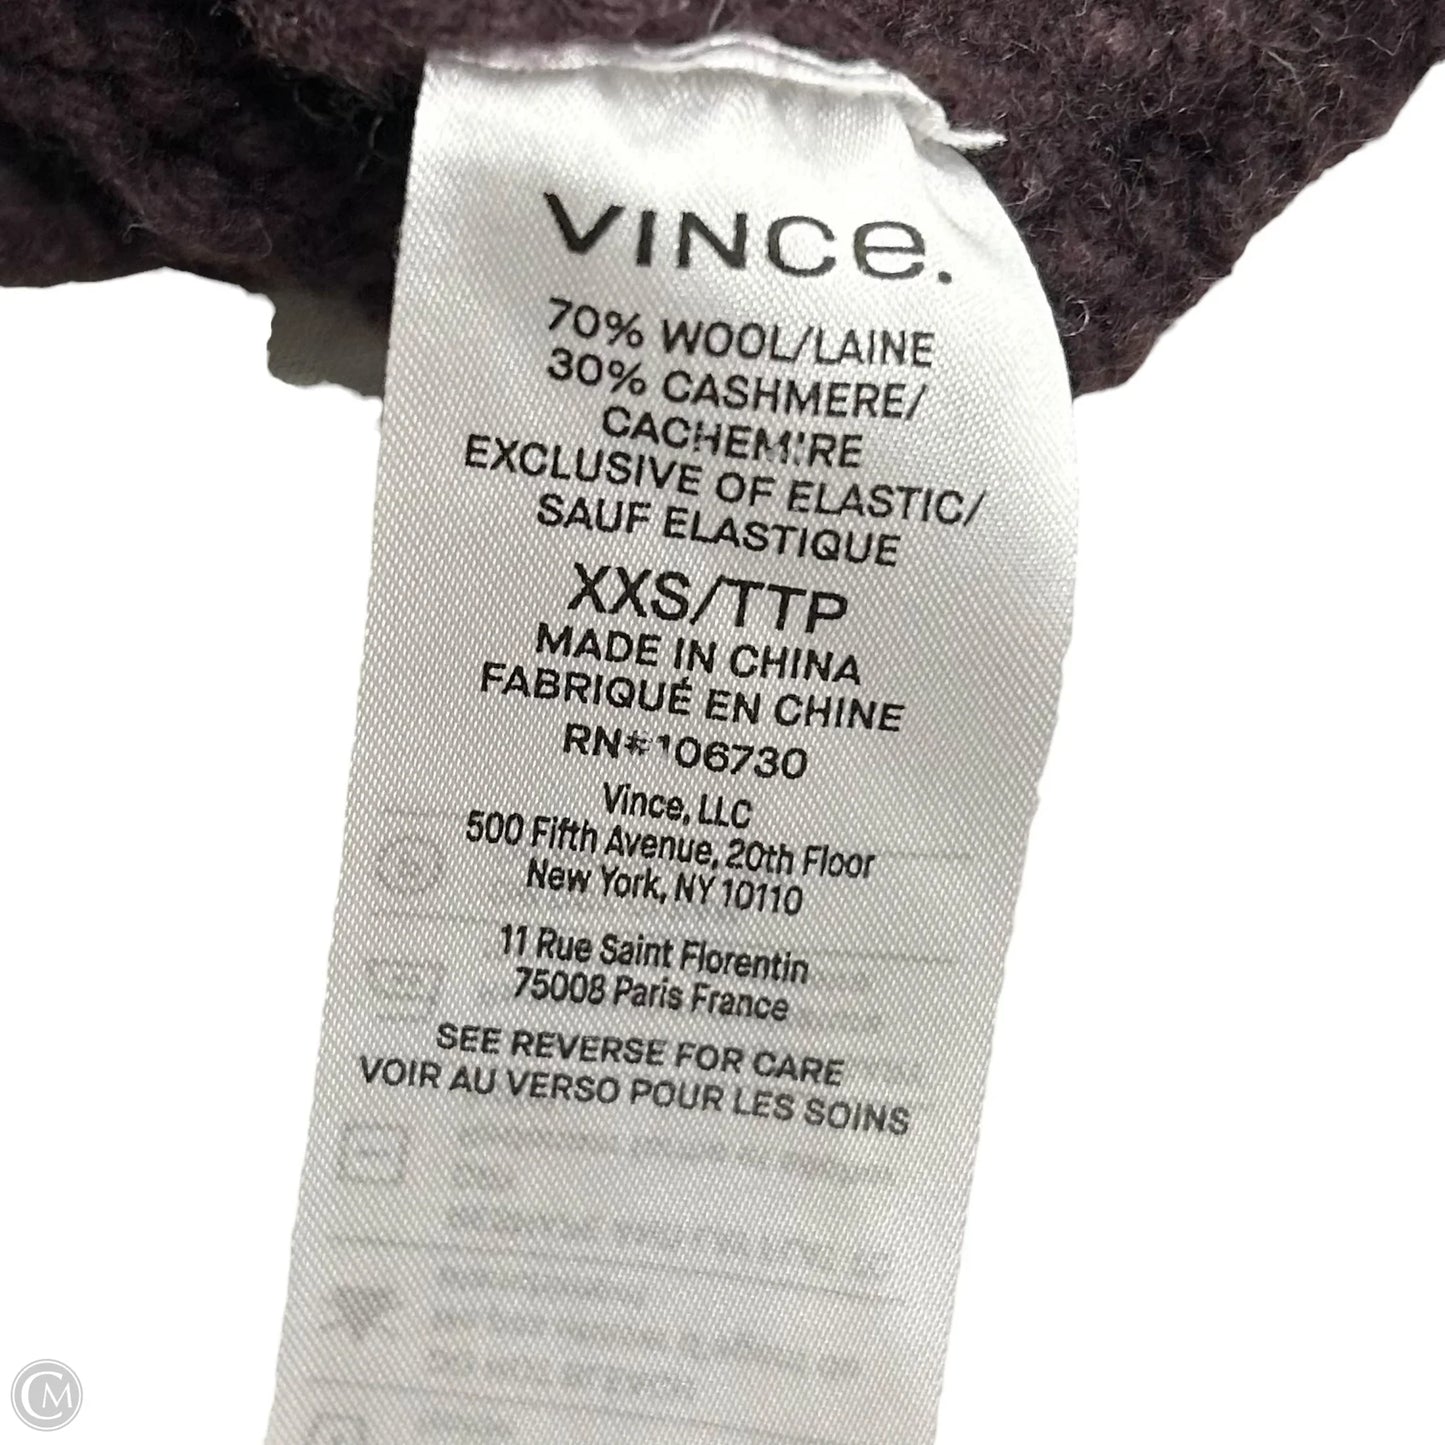 VINCE.
70% WOOL/LAINE
30% CASHMERE/
CACHEMIRE
EXCLUSIVE OF ELASTIC/
SAUF ELASTIQUE
XXS/TTP
MADE IN CHINA
FABRIQUÉ EN CHINE
RN#106730
Vince, LLC
500 Fifth Avenue, 20th Floor
New York, NY 10110
11 Rue Saint Florentin
75008 Paris France
SEE REVERSE FOR CARE
VOIR AU VERSO POUR LES SOINS
CM